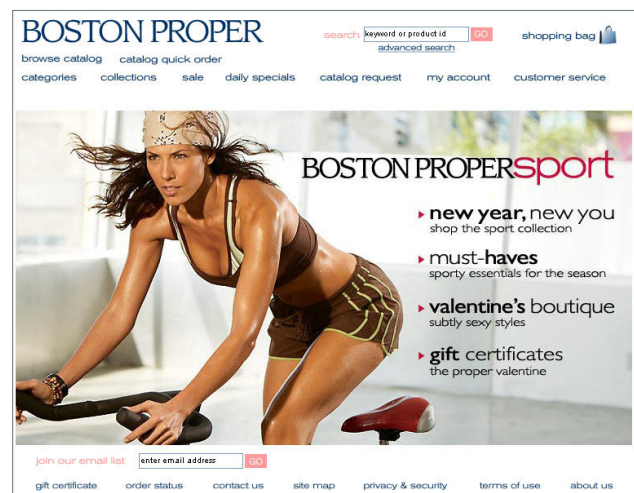 BOSTON PROPER
search keyword or product id GO
shopping bag
advanced search
browse catalog catalog quick order
categories collections sale daily specials catalog request my account customer service
BOSTON PROPERsport
new year, new you
shop the sport collection
must-haves
sporty essentials for the season
valentine's boutique
subtly sexy styles
gift certificates
the proper valentine
join our email list enter email address GO
gift certificate order status contact us site map privacy & security terms of use about us